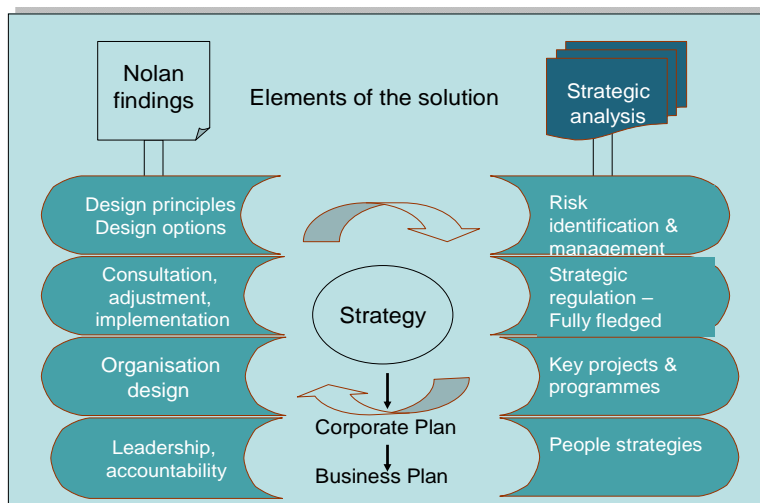 Nolan
findings
Elements of the solution
Strategic
analysis
Design principles
Design options
Consultation,
adjustment,
implementation
Organisation
design
Leadership,
accountability
Strategy
Corporate Plan
Business Plan
Risk
identification &
management
Strategic
regulation –
Fully fledged
Key projects &
programmes
People strategies